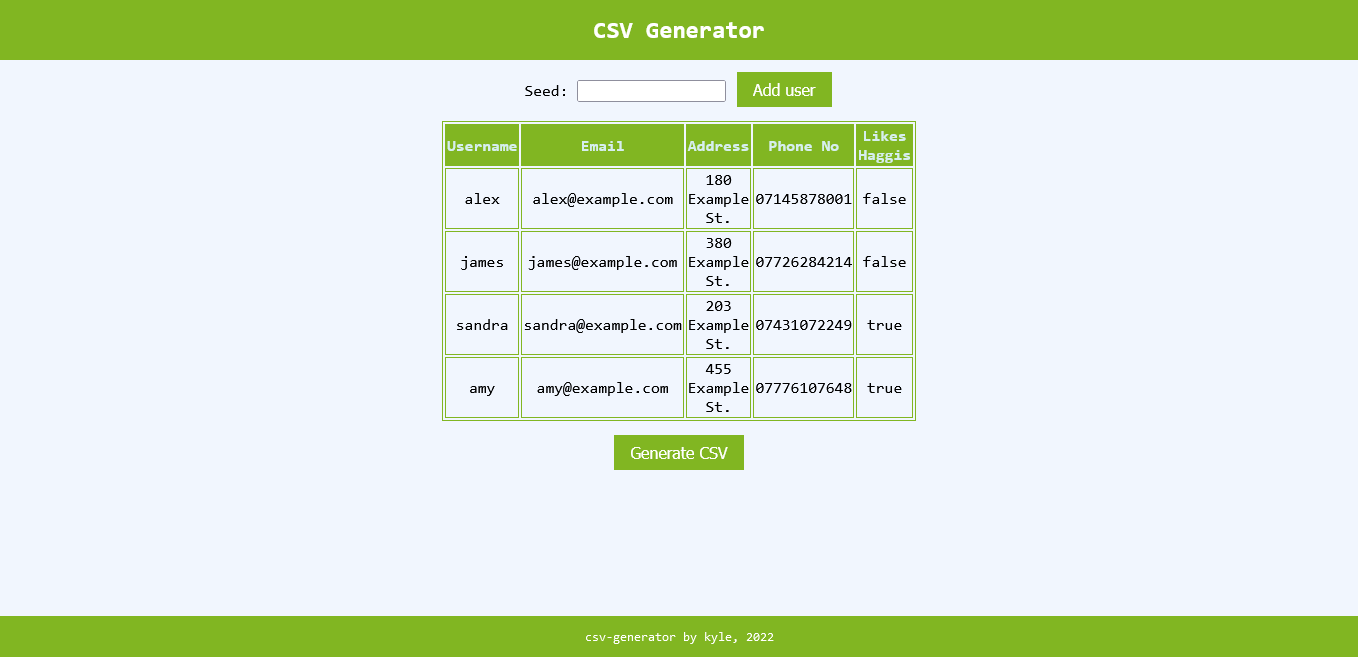 CSV Generator
Seed: Add user
Username Email Address Phone No Likes Haggis
alex alex@example.com 180 Example St. 07145878001 false
james james@example.com 380 Example St. 07726284214 false
sandra sandra@example.com 203 Example St. 07431072249 true
amy amy@example.com 455 Example St. 07776107648 true
Generate CSV
csv-generator by kyle, 2022